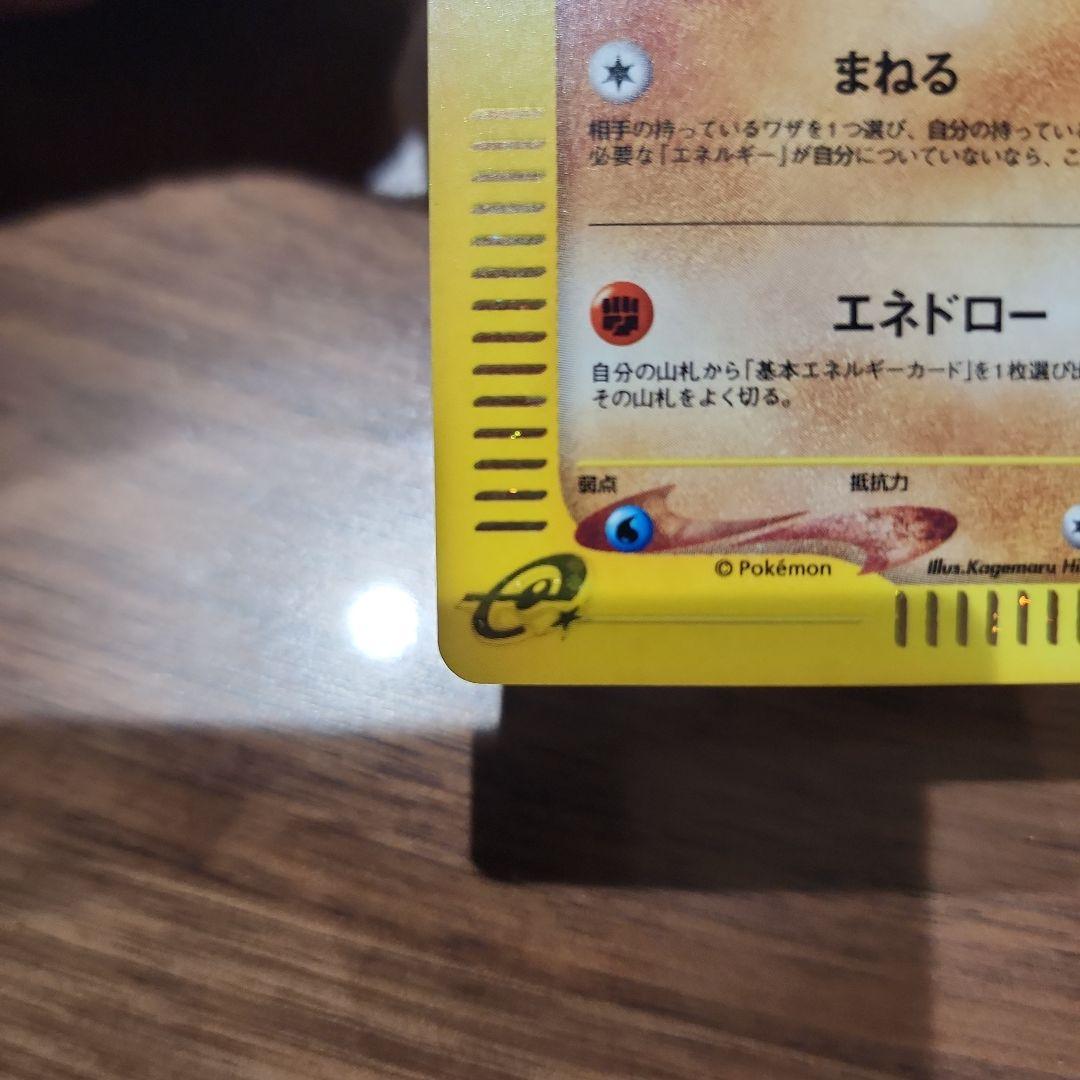 まねる
相手の持っているワザを1つ選び、自分の持ってい
必要な「エネルギー」が自分についていないなら、こ
エネドロー
自分の山札から「基本エネルギーカード」を1枚選び出
その山札をよく切る。
弱点
抵抗力
© Pokémon
Illus.Kagemaru Hi